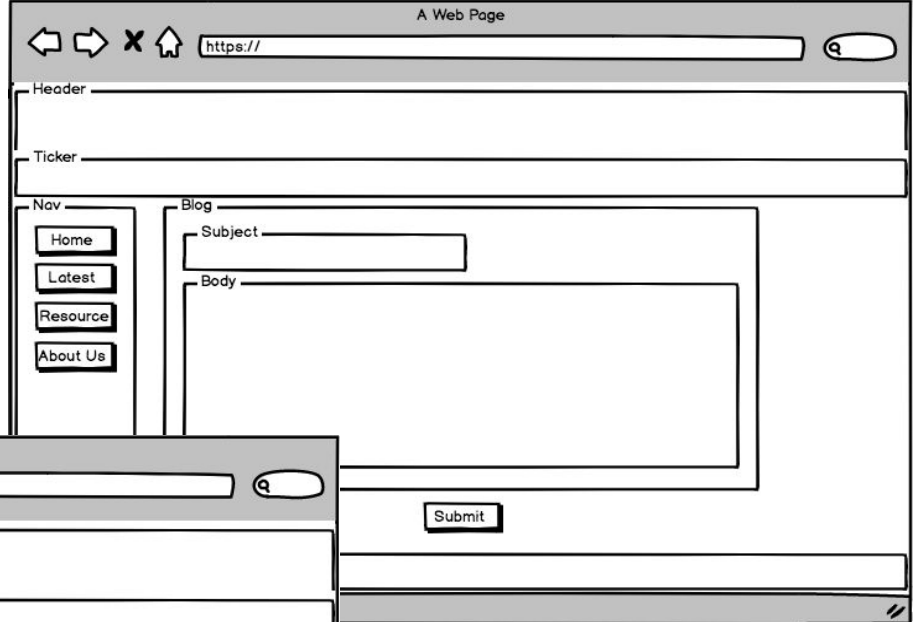 A Web Page
https://
Header
Ticker
Nav
Home
Latest
Resource
About Us
Blog
Subject
Body
Submit